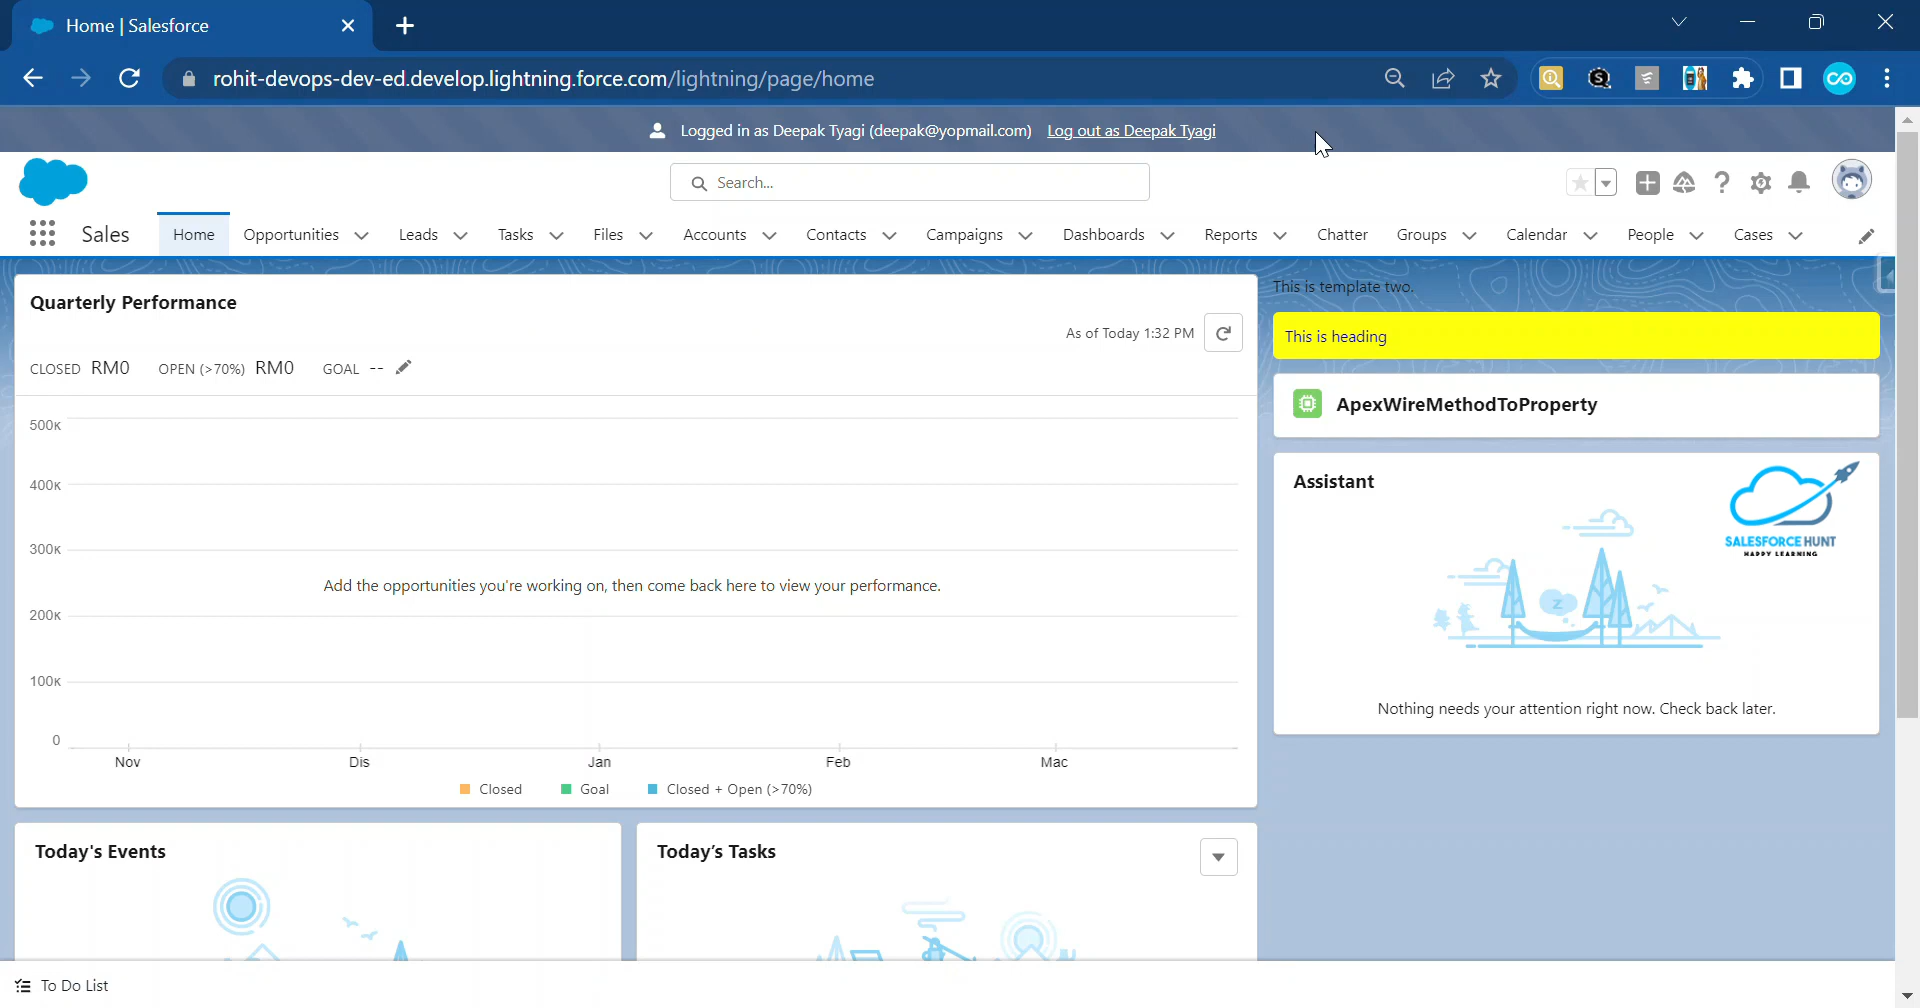 Home | Salesforce
rohit-devops-dev-ed.develop.lightning.force.com/lightning/page/home
Logged in as Deepak Tyagi (deepak@yopmail.com) Log out as Deepak Tyagi
Search...
Sales Home Opportunities Leads Tasks Files Accounts Contacts Campaigns Dashboards Reports Chatter Groups Calendar People Cases
Quarterly Performance
As of Today 1:32 PM
CLOSED RM0 OPEN (>70%) RM0 GOAL --
500K
400K
300K
Add the opportunities you're working on, then come back here to view your performance.
200K
100K
0
Nov Dis Jan Feb Mac
Closed Goal Closed + Open (>70%)
This is template two.
This is heading
ApexWireMethodToProperty
Assistant
SALESFORCE HUNT
HAPPY LEARNING
Z
Nothing needs your attention right now. Check back later.
Today's Events
Today's Tasks
To Do List